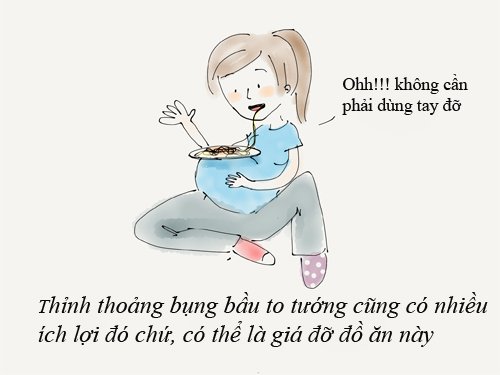 Ohh!!! không cần
phải dùng tay đỡ
Thỉnh thoảng bụng bầu to tướng cũng có nhiều
ích lợi đó chứ, có thể là giá đỡ đồ ăn này